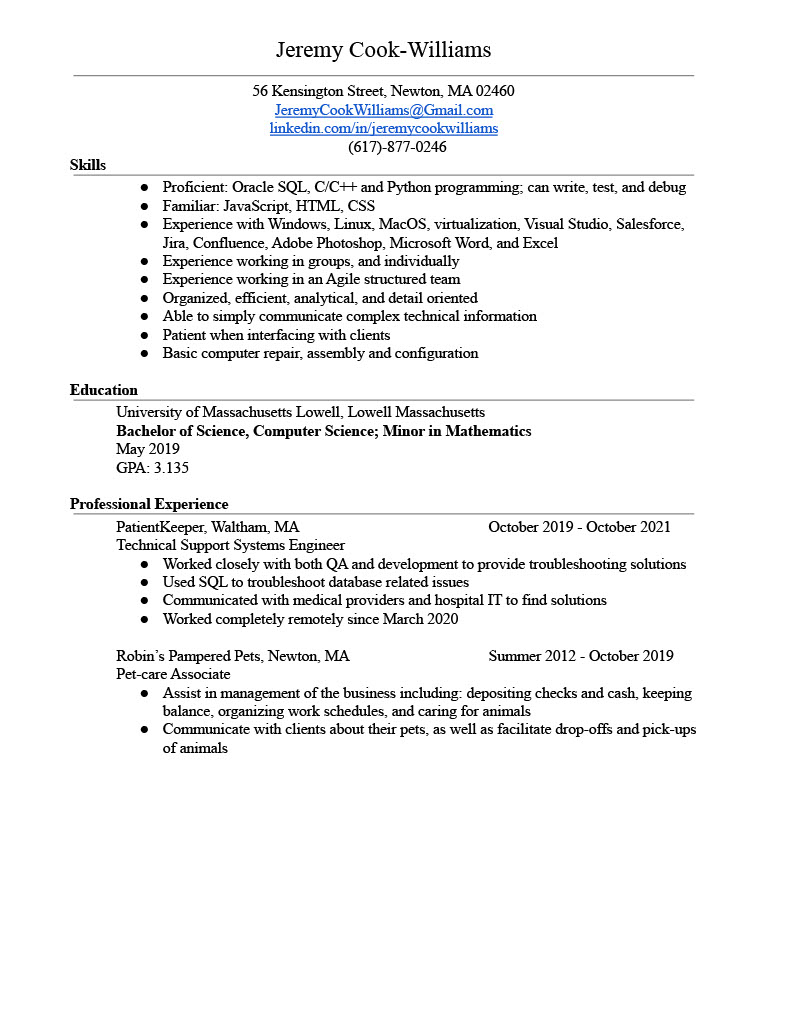 Jeremy Cook-Williams
56 Kensington Street, Newton, MA 02460
JeremyCookWilliams@Gmail.com
linkedin.com/in/jeremycookwilliams
(617)-877-0246
Skills
● Proficient: Oracle SQL, C/C++ and Python programming; can write, test, and debug
● Familiar: JavaScript, HTML, CSS
● Experience with Windows, Linux, MacOS, virtualization, Visual Studio, Salesforce,
Jira, Confluence, Adobe Photoshop, Microsoft Word, and Excel
● Experience working in groups, and individually
● Experience working in an Agile structured team
● Organized, efficient, analytical, and detail oriented
● Able to simply communicate complex technical information
● Patient when interfacing with clients
● Basic computer repair, assembly and configuration
Education
University of Massachusetts Lowell, Lowell Massachusetts
Bachelor of Science, Computer Science; Minor in Mathematics
May 2019
GPA: 3.135
Professional Experience
PatientKeeper, Waltham, MA October 2019 - October 2021
Technical Support Systems Engineer
● Worked closely with both QA and development to provide troubleshooting solutions
● Used SQL to troubleshoot database related issues
● Communicated with medical providers and hospital IT to find solutions
● Worked completely remotely since March 2020
Robin’s Pampered Pets, Newton, MA Summer 2012 - October 2019
Pet-care Associate
● Assist in management of the business including: depositing checks and cash, keeping
balance, organizing work schedules, and caring for animals
● Communicate with clients about their pets, as well as facilitate drop-offs and pick-ups
of animals